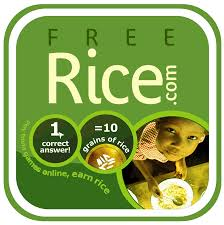 FREE
Rice.com
1
correct
answer!
=10
grains of rice
games online, earn rice